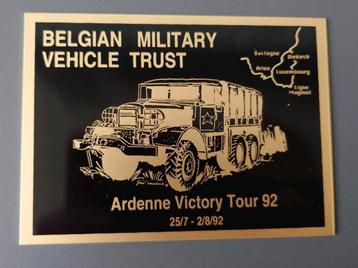 BELGIAN MILITARY
VEHICLE TRUST
Bastogne
Diekirch
Arlon
Luxembourg
Ligne
Maginot
Ardenne Victory Tour 92
25/7 - 2/8/92